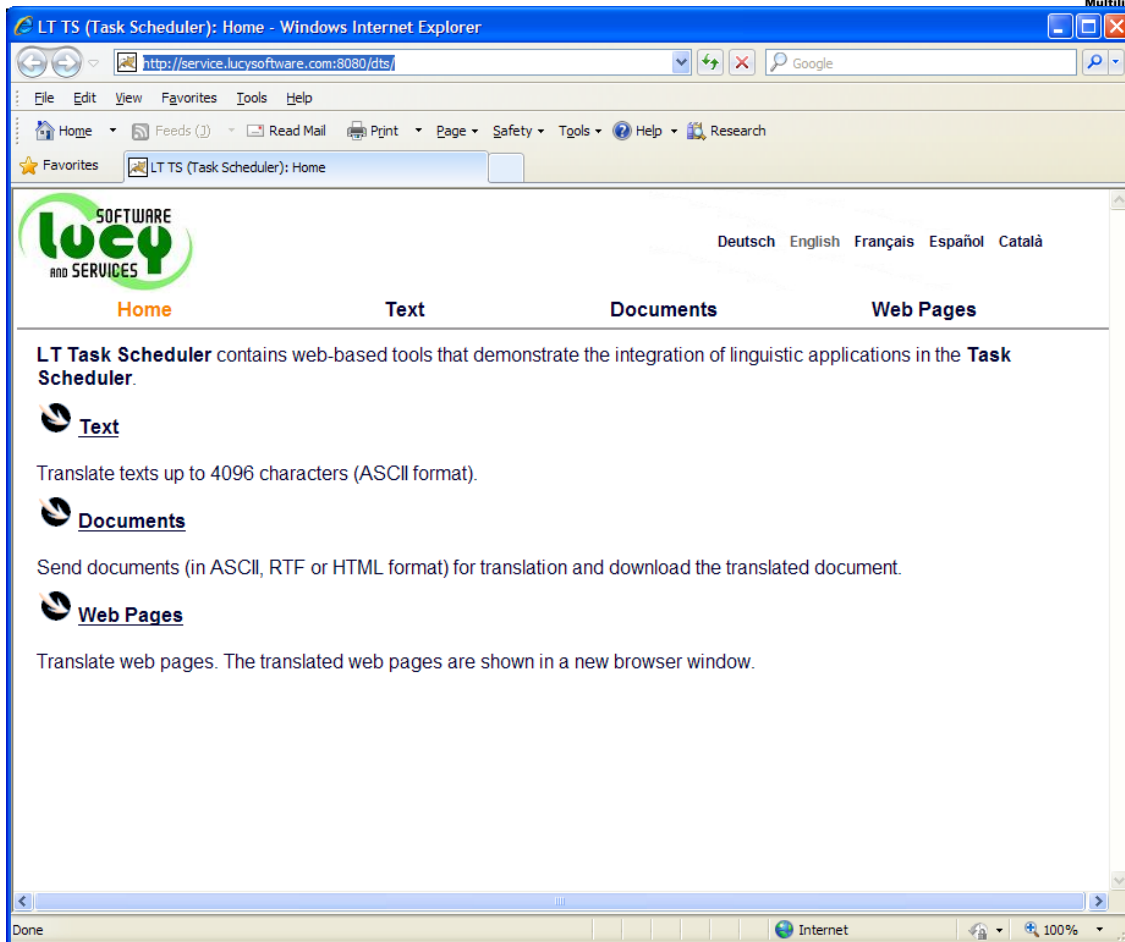 Multili
LT TS (Task Scheduler): Home - Windows Internet Explorer
http://service.lucysoftware.com:8080/dts/
Google
File Edit View Favorites Tools Help
Home Feeds (J) Read Mail Print Page Safety Tools Help Research
Favorites LT TS (Task Scheduler): Home
SOFTWARE
lucy
AND SERVICES
Deutsch English Français Español Català
Home Text Documents Web Pages
LT Task Scheduler contains web-based tools that demonstrate the integration of linguistic applications in the Task
Scheduler.
Text
Translate texts up to 4096 characters (ASCII format).
Documents
Send documents (in ASCII, RTF or HTML format) for translation and download the translated document.
Web Pages
Translate web pages. The translated web pages are shown in a new browser window.
Done Internet 100%